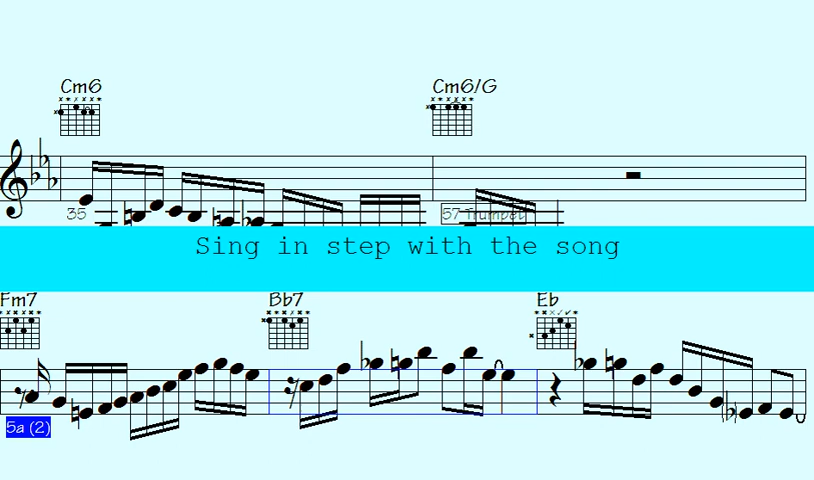 Cm6 Cm6/G
35 57 Trumpet
Sing in step with the song
Fm7 Bb7 Eb
5a (2)